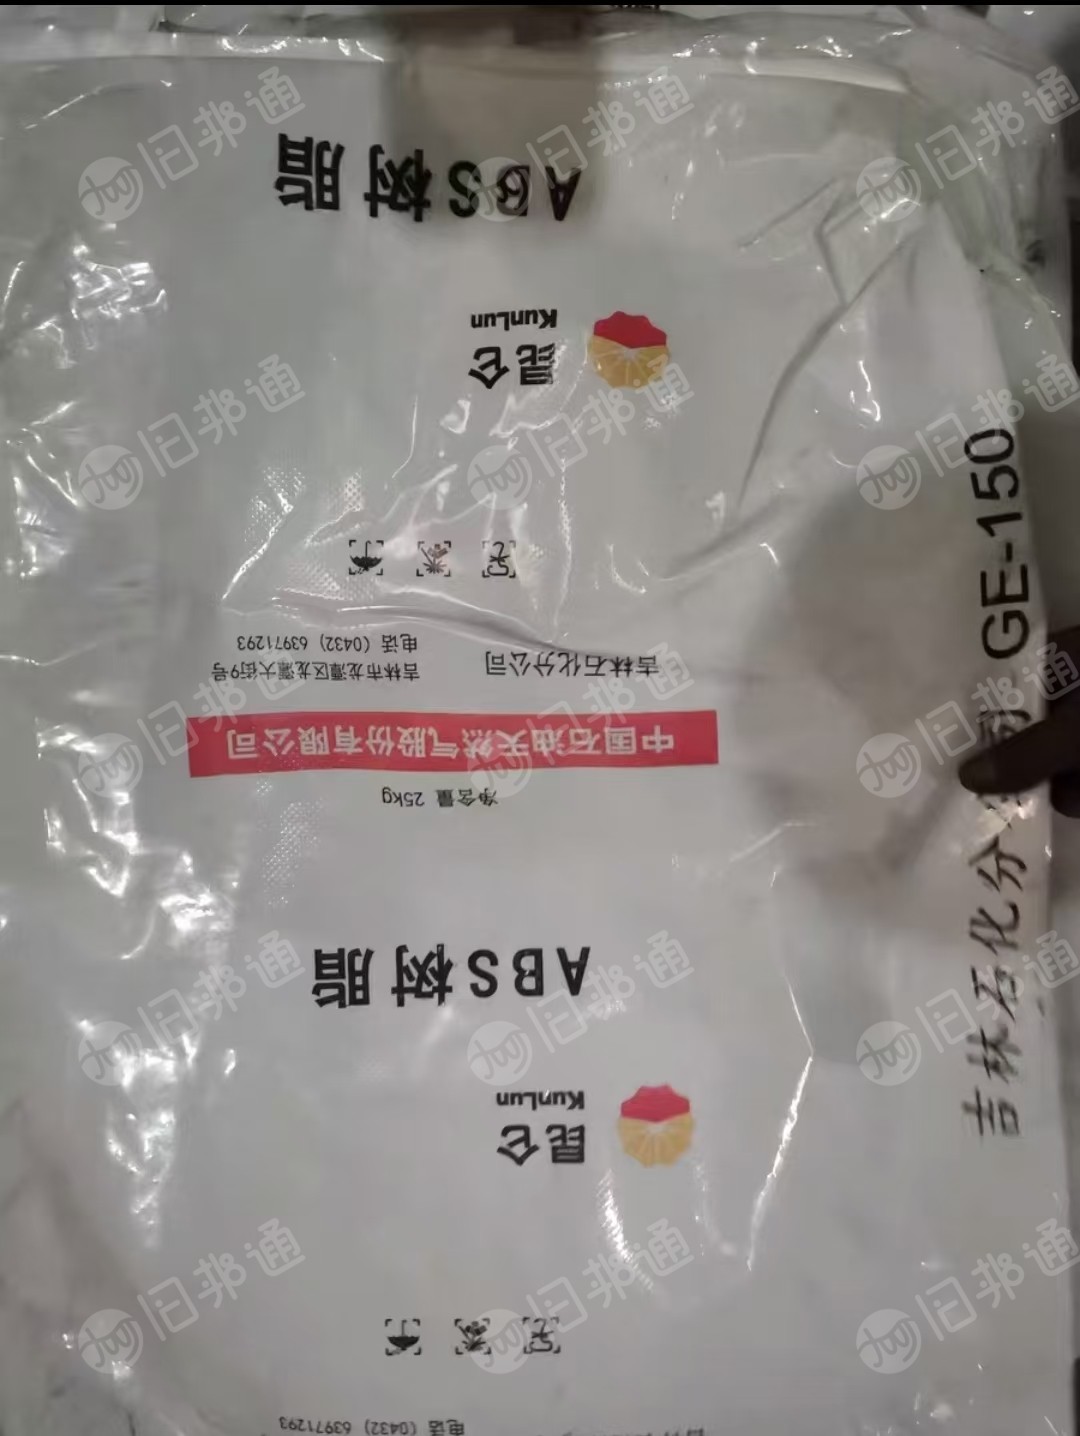 电话 (0432) 63971293
昆仑
KunLun
ABS树脂
净含量 25kg
中国石油天然气股份有限公司
吉林石化分公司
吉林市龙潭区龙潭大街9号
电话 (0432) 63971293
昆仑
KunLun
ABS树脂
吉林石化分 GE-150
旧邦通